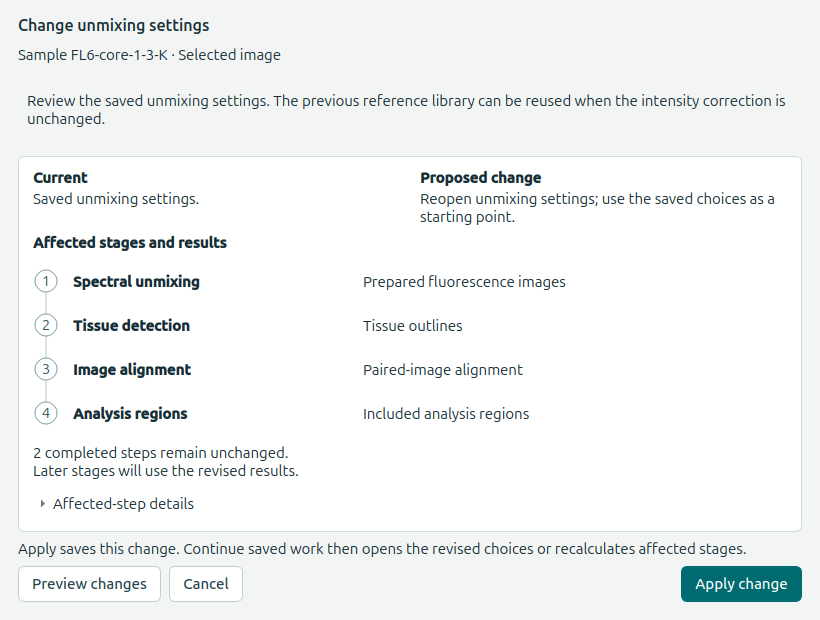 Change unmixing settings
Sample FL6-core-1-3-K · Selected image
Review the saved unmixing settings. The previous reference library can be reused when the intensity correction is
unchanged.
Current
Saved unmixing settings.
Proposed change
Reopen unmixing settings; use the saved choices as a
starting point.
Affected stages and results
1 Spectral unmixing Prepared fluorescence images
2 Tissue detection Tissue outlines
3 Image alignment Paired-image alignment
4 Analysis regions Included analysis regions
2 completed steps remain unchanged.
Later stages will use the revised results.
Affected-step details
Apply saves this change. Continue saved work then opens the revised choices or recalculates affected stages.
Preview changes Cancel Apply change